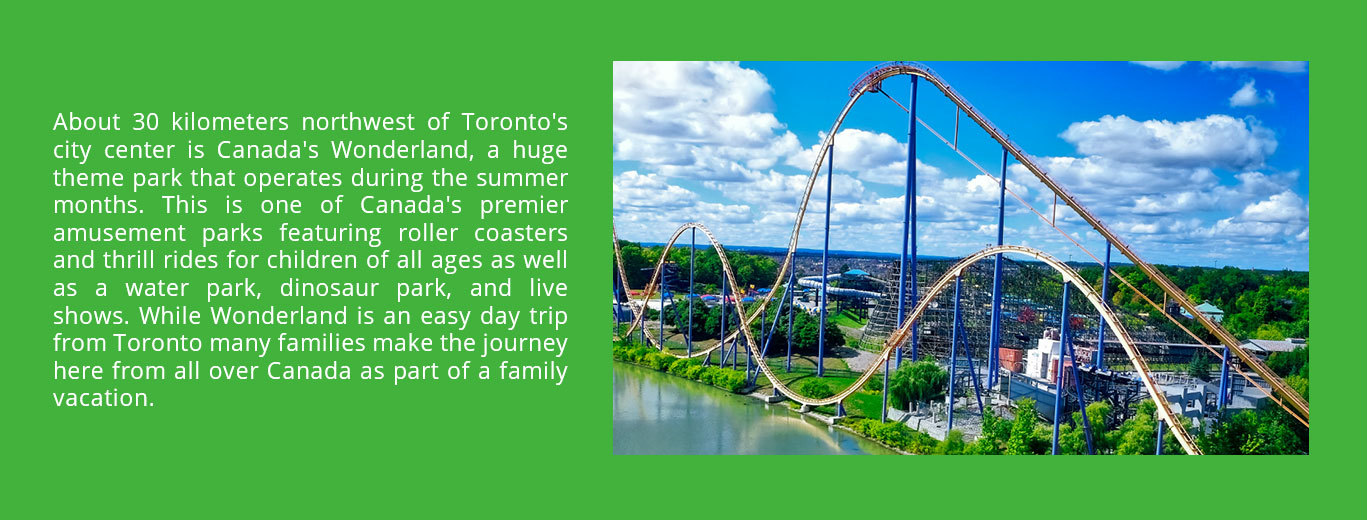 About 30 kilometers northwest of Toronto's
city center is Canada's Wonderland, a huge
theme park that operates during the summer
months. This is one of Canada's premier
amusement parks featuring roller coasters
and thrill rides for children of all ages as well
as a water park, dinosaur park, and live
shows. While Wonderland is an easy day trip
from Toronto many families make the journey
here from all over Canada as part of a family
vacation.